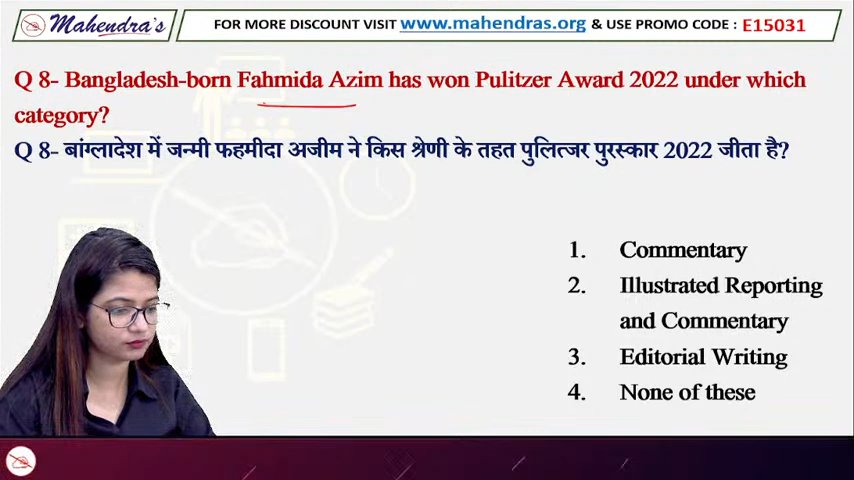 Mahendra's
FOR MORE DISCOUNT VISIT www.mahendras.org & USE PROMO CODE : E15031
Q 8- Bangladesh-born Fahmida Azim has won Pulitzer Award 2022 under which
category?
Q 8- बांग्लादेश में जन्मी फहमीदा अजीम ने किस श्रेणी के तहत पुलित्जर पुरस्कार 2022 जीता है?
1. Commentary
2. Illustrated Reporting
and Commentary
3. Editorial Writing
4. None of these